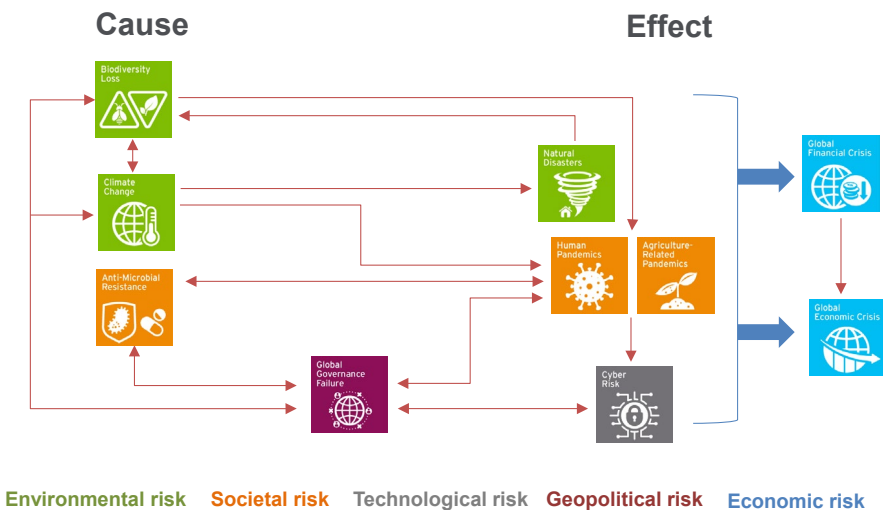 Cause
Effect
Biodiversity
Loss
Climate
Change
Anti-Microbial
Resistance
Global
Governance
Failure
Natural
Disasters
Human
Pandemics
Agriculture-
Related
Pandemics
Cyber
Risk
Global
Financial Crisis
Global
Economic Crisis
Environmental risk
Societal risk
Technological risk
Geopolitical risk
Economic risk